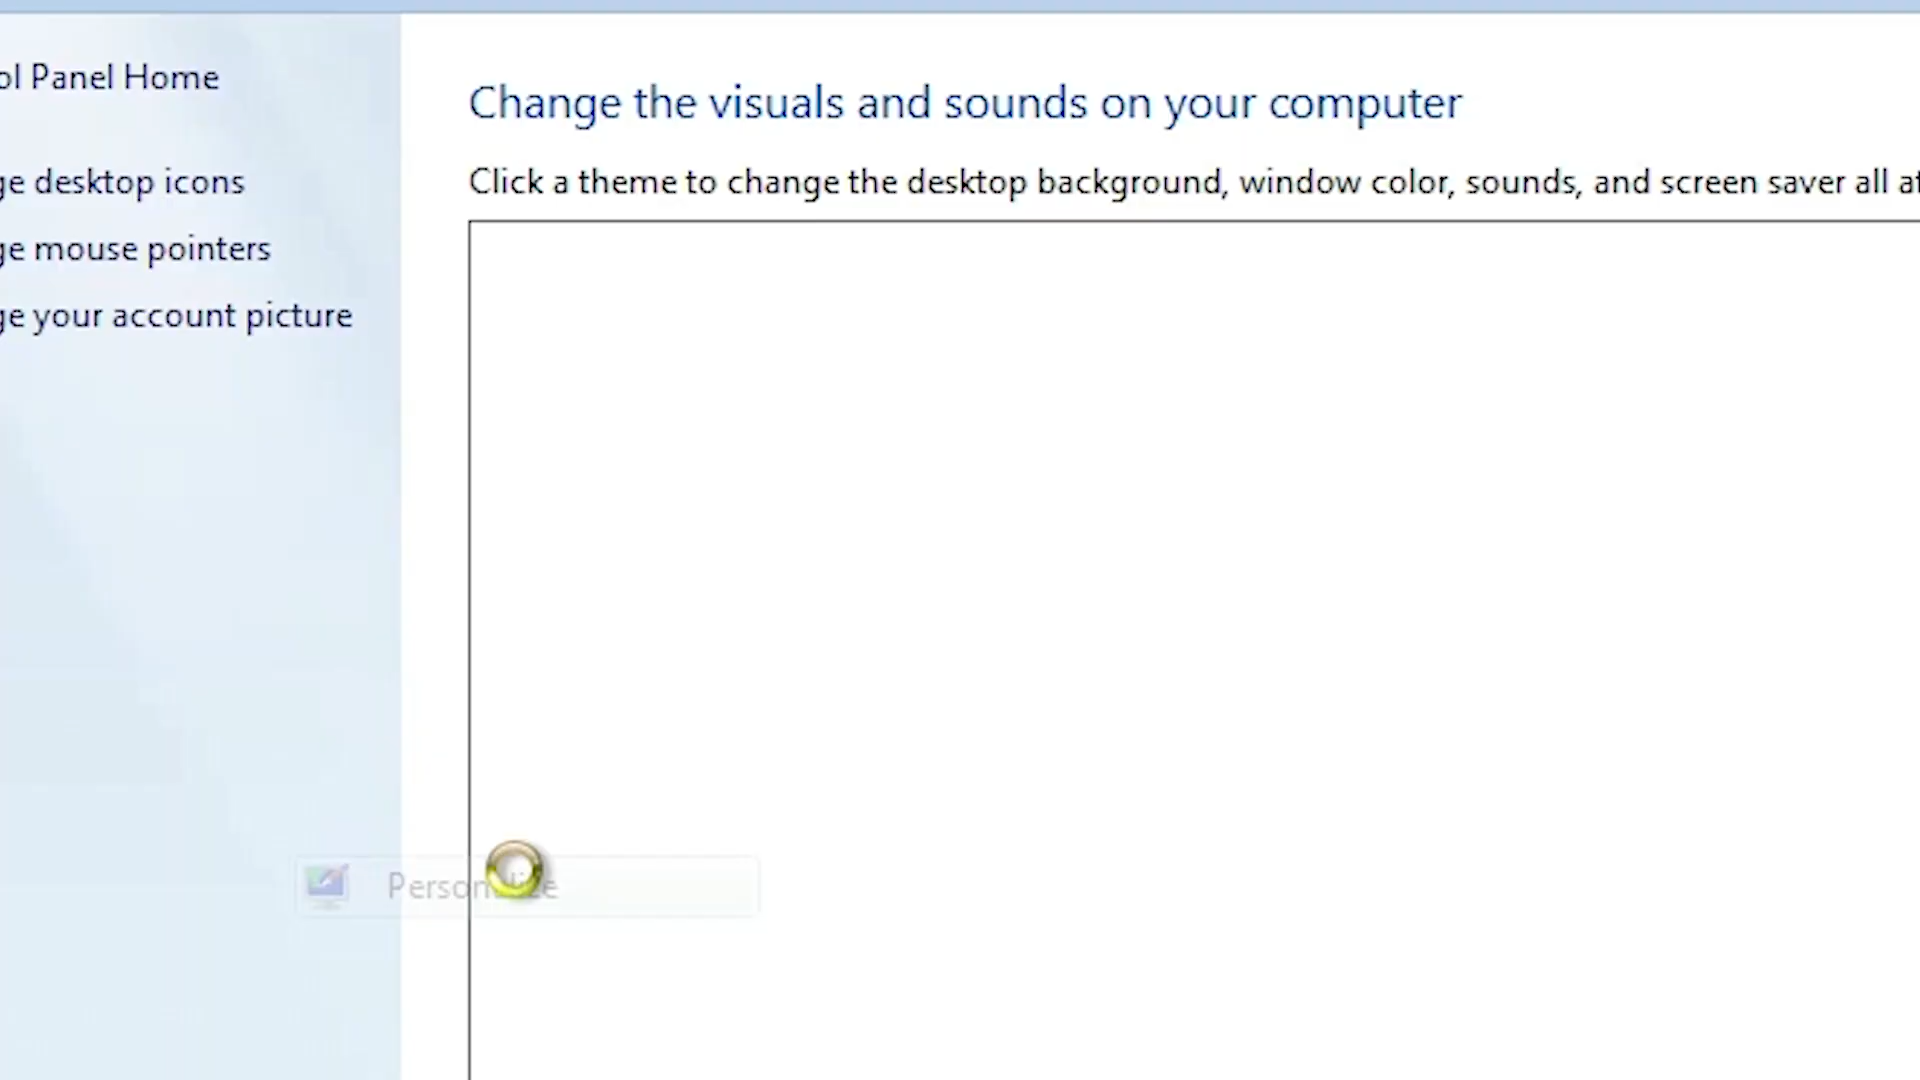 ol Panel Home
ge desktop icons
ge mouse pointers
ge your account picture
Change the visuals and sounds on your computer
Click a theme to change the desktop background, window color, sounds, and screen saver all at
Personalize